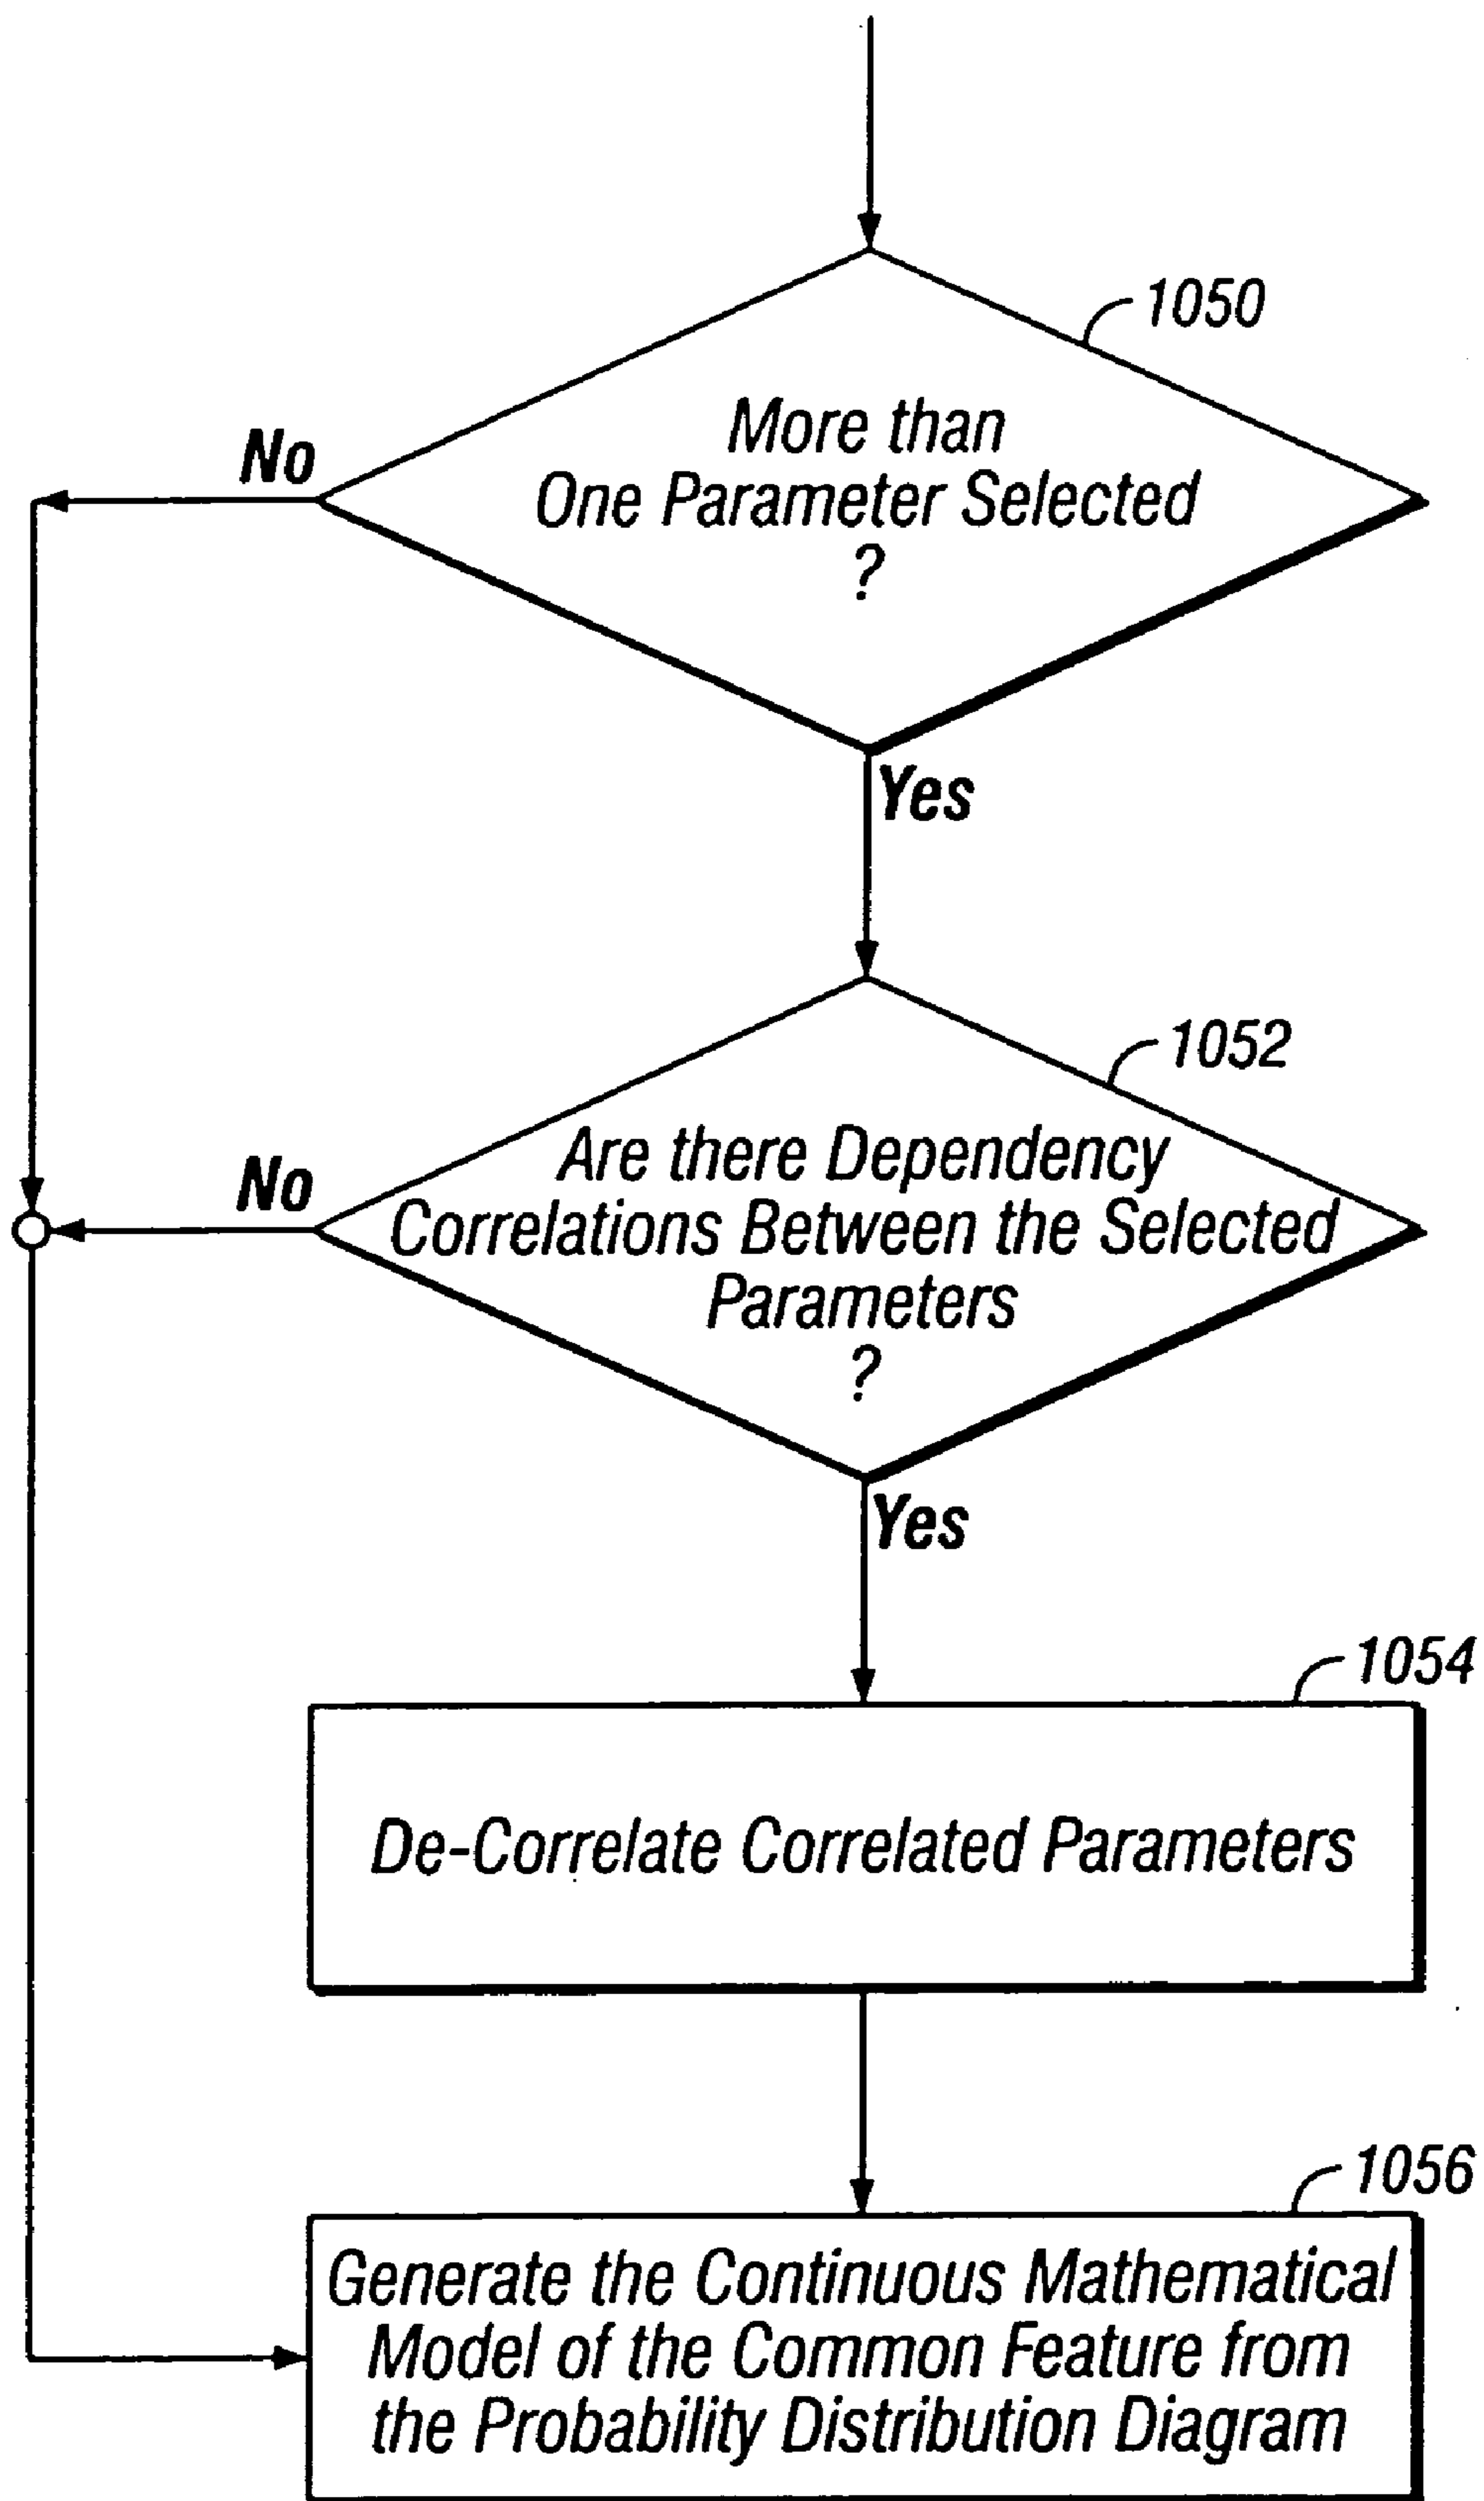 1050
More than
One Parameter Selected
?
No
Yes
1052
Are there Dependency
Correlations Between the Selected
Parameters
?
No
Yes
1054
De-Correlate Correlated Parameters
1056
Generate the Continuous Mathematical
Model of the Common Feature from
the Probability Distribution Diagram